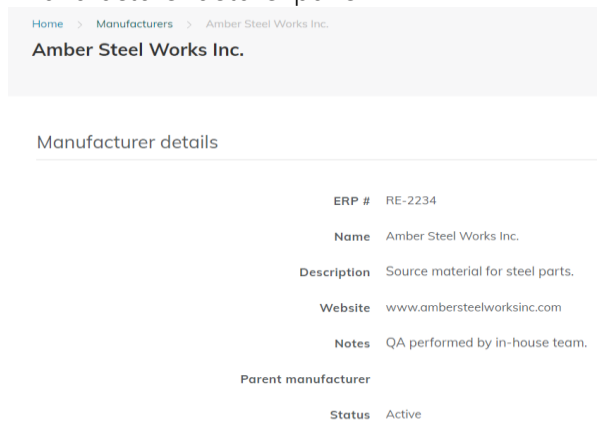 Home > Manufacturers > Amber Steel Works Inc.
Amber Steel Works Inc.
Manufacturer details
ERP # RE-2234
Name Amber Steel Works Inc.
Description Source material for steel parts.
Website www.ambersteelworksinc.com
Notes QA performed by in-house team.
Parent manufacturer
Status Active